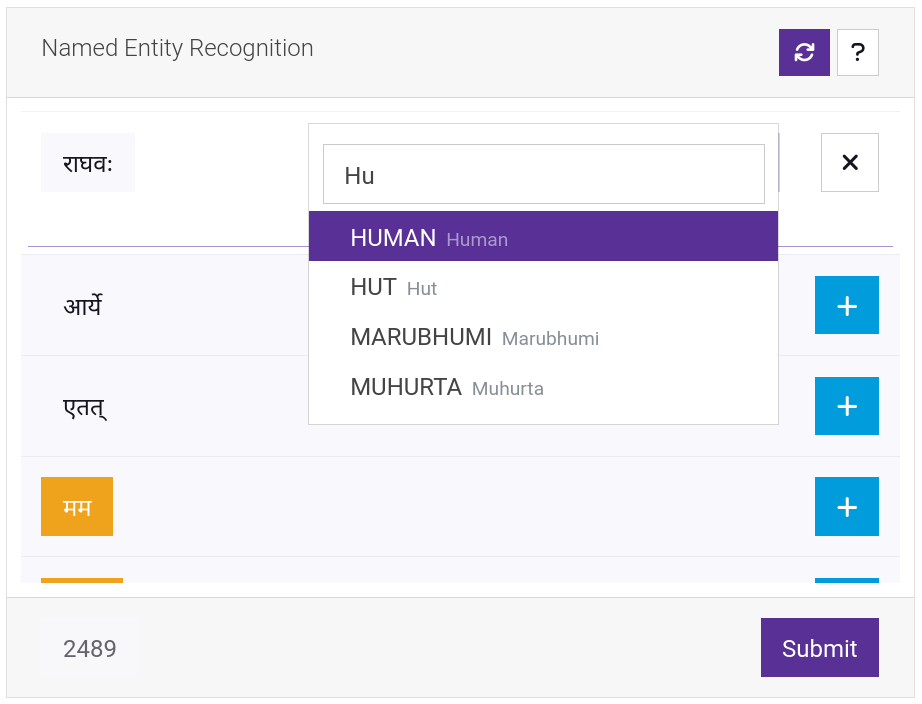 Named Entity Recognition
?
राघवः
Hu
HUMAN Human
HUT Hut
MARUBHUMI Marubhumi
MUHURTA Muhurta
आर्ये
एतत्
मम
2489
Submit